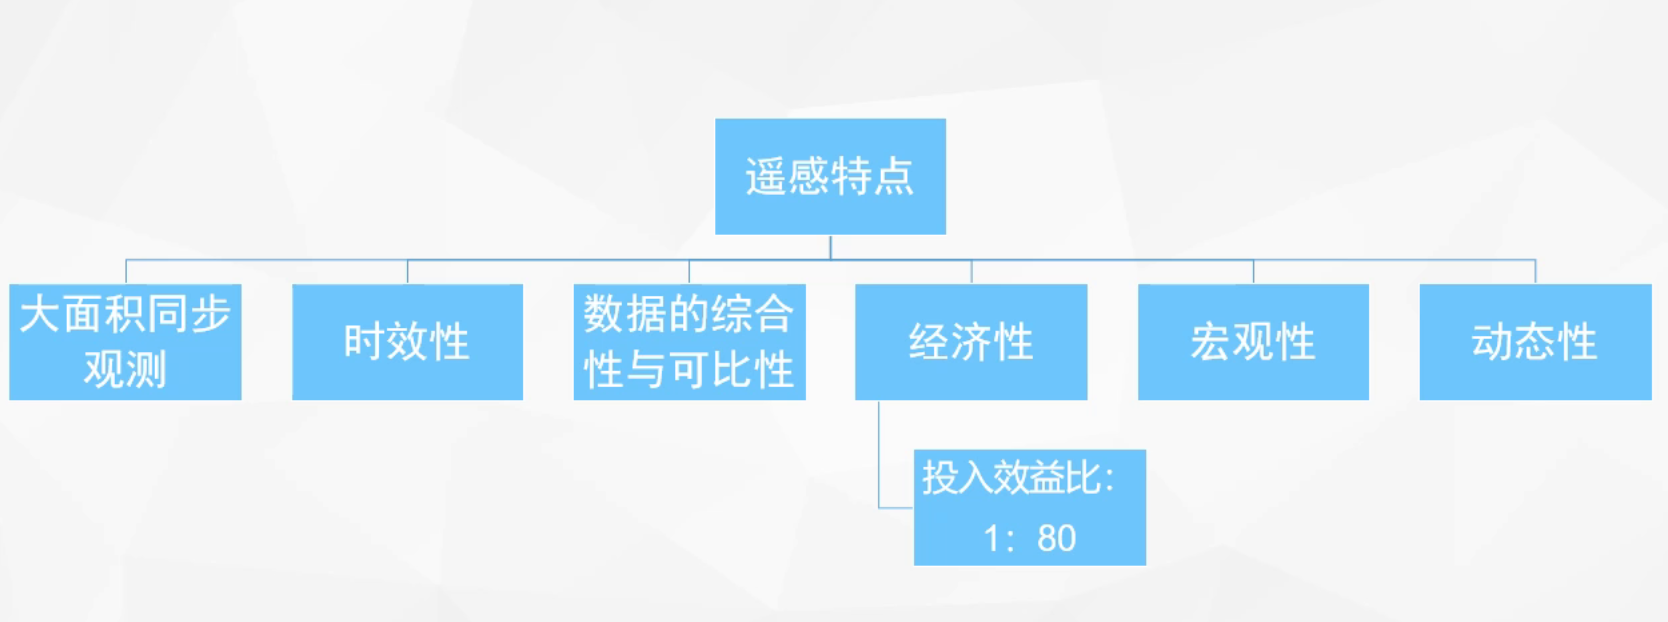 遥感特点
大面积同步
观测
时效性
数据的综合
性与可比性
经济性
宏观性
动态性
投入效益比：
1：80